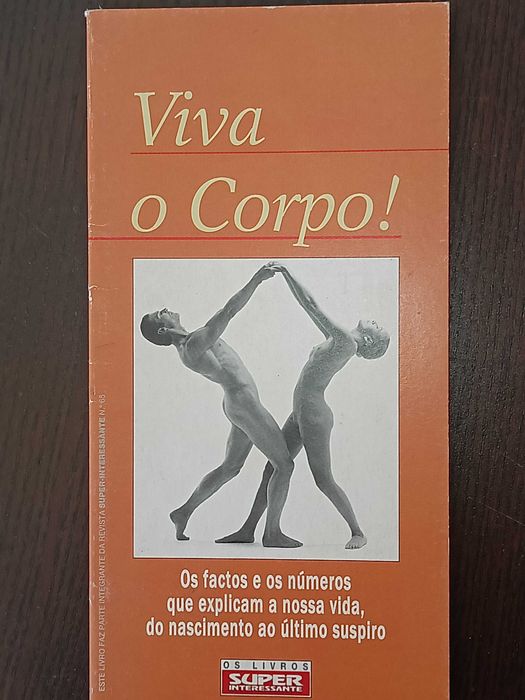 Viva
o Corpo!
ESTE LIVRO FAZ PARTE INTEGRANTE DA REVISTA SUPER-INTERESSANTE N.º 65
Os factos e os números
que explicam a nossa vida,
do nascimento ao último suspiro
OS LIVROS
SUPER
INTERESSANTE